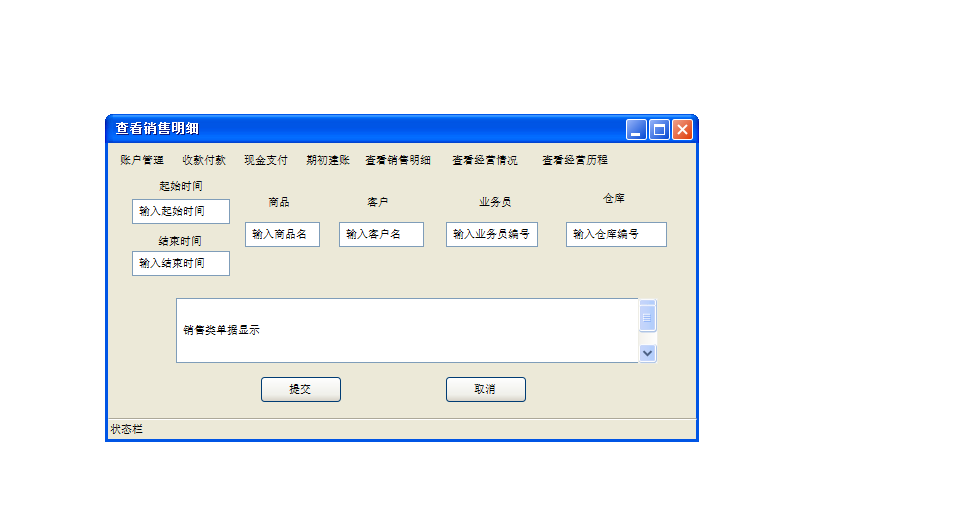 查看销售明细
账户管理 收款付款 现金支付 期初建账 查看销售明细 查看经营情况 查看经营历程
起始时间
商品 客户 业务员 仓库
输入起始时间
输入商品名 输入客户名 输入业务员编号 输入仓库编号
结束时间
输入结束时间
销售类单据显示
提交 取消
状态栏